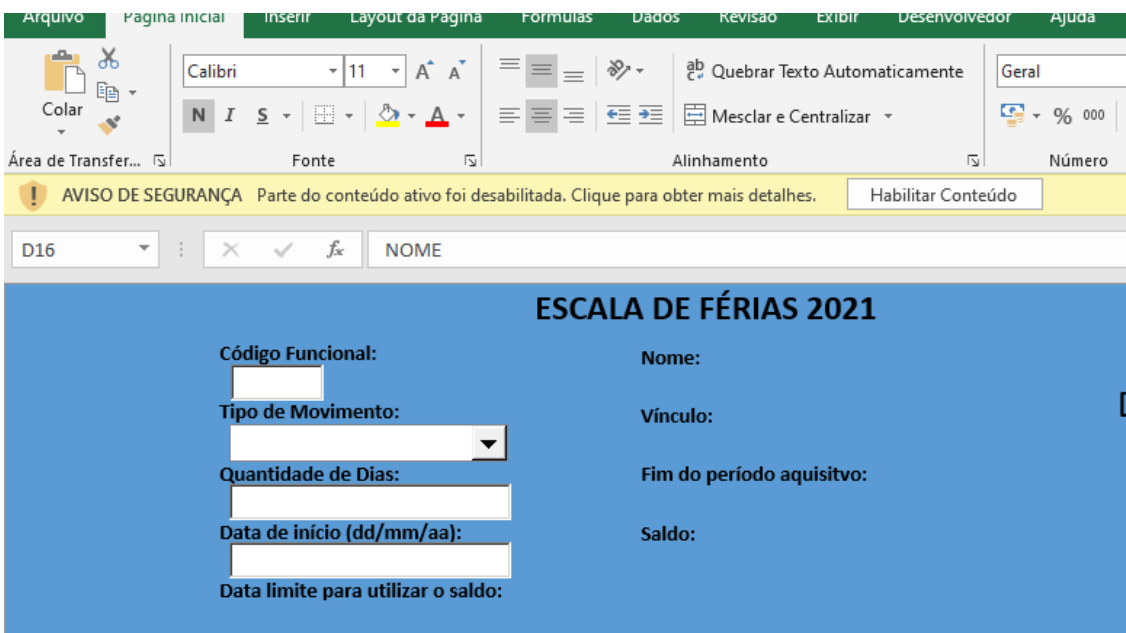 Arquivo Página Inicial Inserir Layout da Página Fórmulas Dados Revisão Exibir Desenvolvedor Ajuda
Calibri 11 A A ab Quebrar Texto Automaticamente Geral
Colar N I S A Mesclar e Centralizar % 000
Área de Transfer... Fonte Alinhamento Número
AVISO DE SEGURANÇA Parte do conteúdo ativo foi desabilitada. Clique para obter mais detalhes. Habilitar Conteúdo
D16 fx NOME
ESCALA DE FÉRIAS 2021
Código Funcional: Nome:
Tipo de Movimento: Vínculo:
Quantidade de Dias: Fim do período aquisitvo:
Data de início (dd/mm/aa): Saldo:
Data limite para utilizar o saldo: